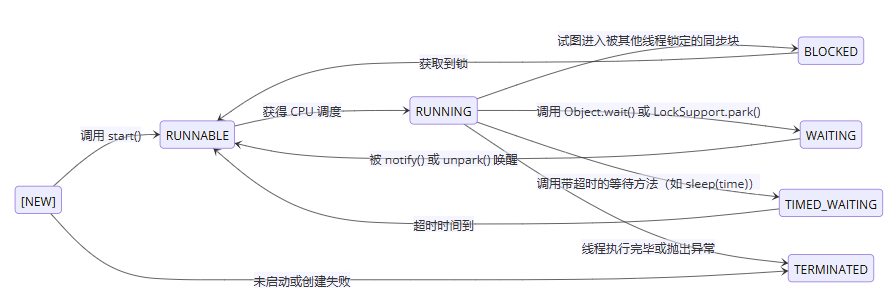 试图进入被其他线程锁定的同步块
BLOCKED
获取到锁
获得 CPU 调度
RUNNING
调用 Object.wait() 或 LockSupport.park()
调用 start()
RUNNABLE
WAITING
被 notify() 或 unpark() 唤醒
调用带超时的等待方法（如 sleep(time)）
[NEW]
TIMED_WAITING
超时时间到
线程执行完毕或抛出异常
TERMINATED
未启动或创建失败